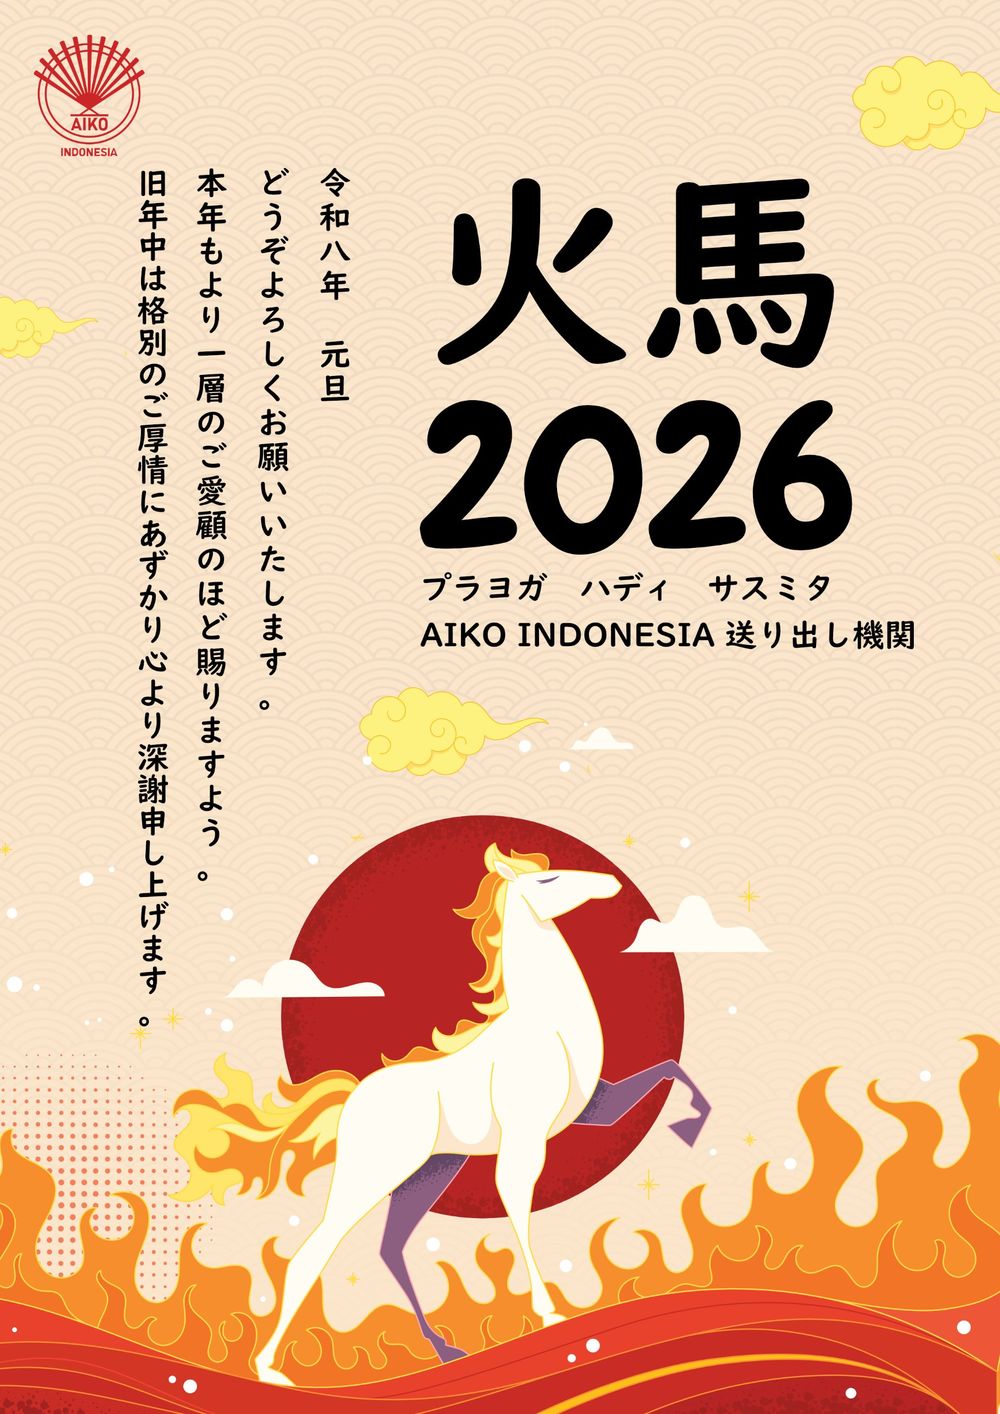 AIKO
INDONESIA
火馬
2026
プラヨガ　ハディ　サスミタ
AIKO INDONESIA 送り出し機関
令和八年　元旦
どうぞよろしくお願いいたします。
本年もより一層のご愛顧のほど賜りますよう。
旧年中は格別のご厚情にあずかり心より深謝申し上げます。